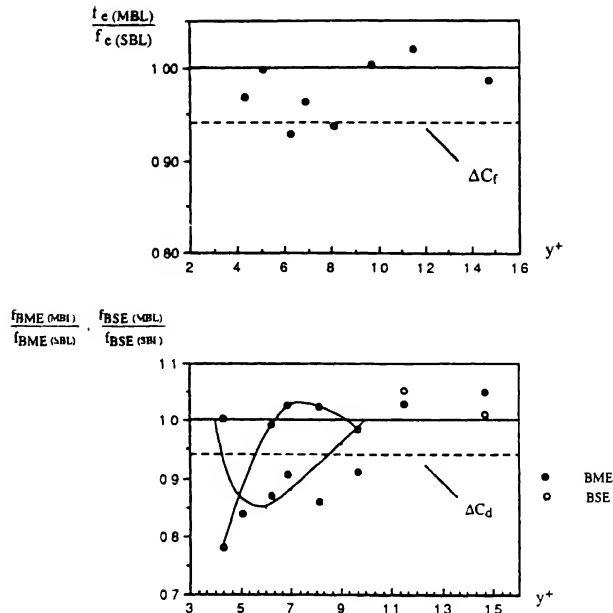 f e (MBL)
f e (SBL)
1 00
0 90
0 80
ΔCf
y+
2 4 6 8 10 12 14 16
fBME (MBL) , fBSE (MBL)
fBME (SBL) fBSE (SBL)
1 1
1 0
0 9
0 8
0 7
ΔCd
BME
BSE
3 5 7 9 11 13 15 y+